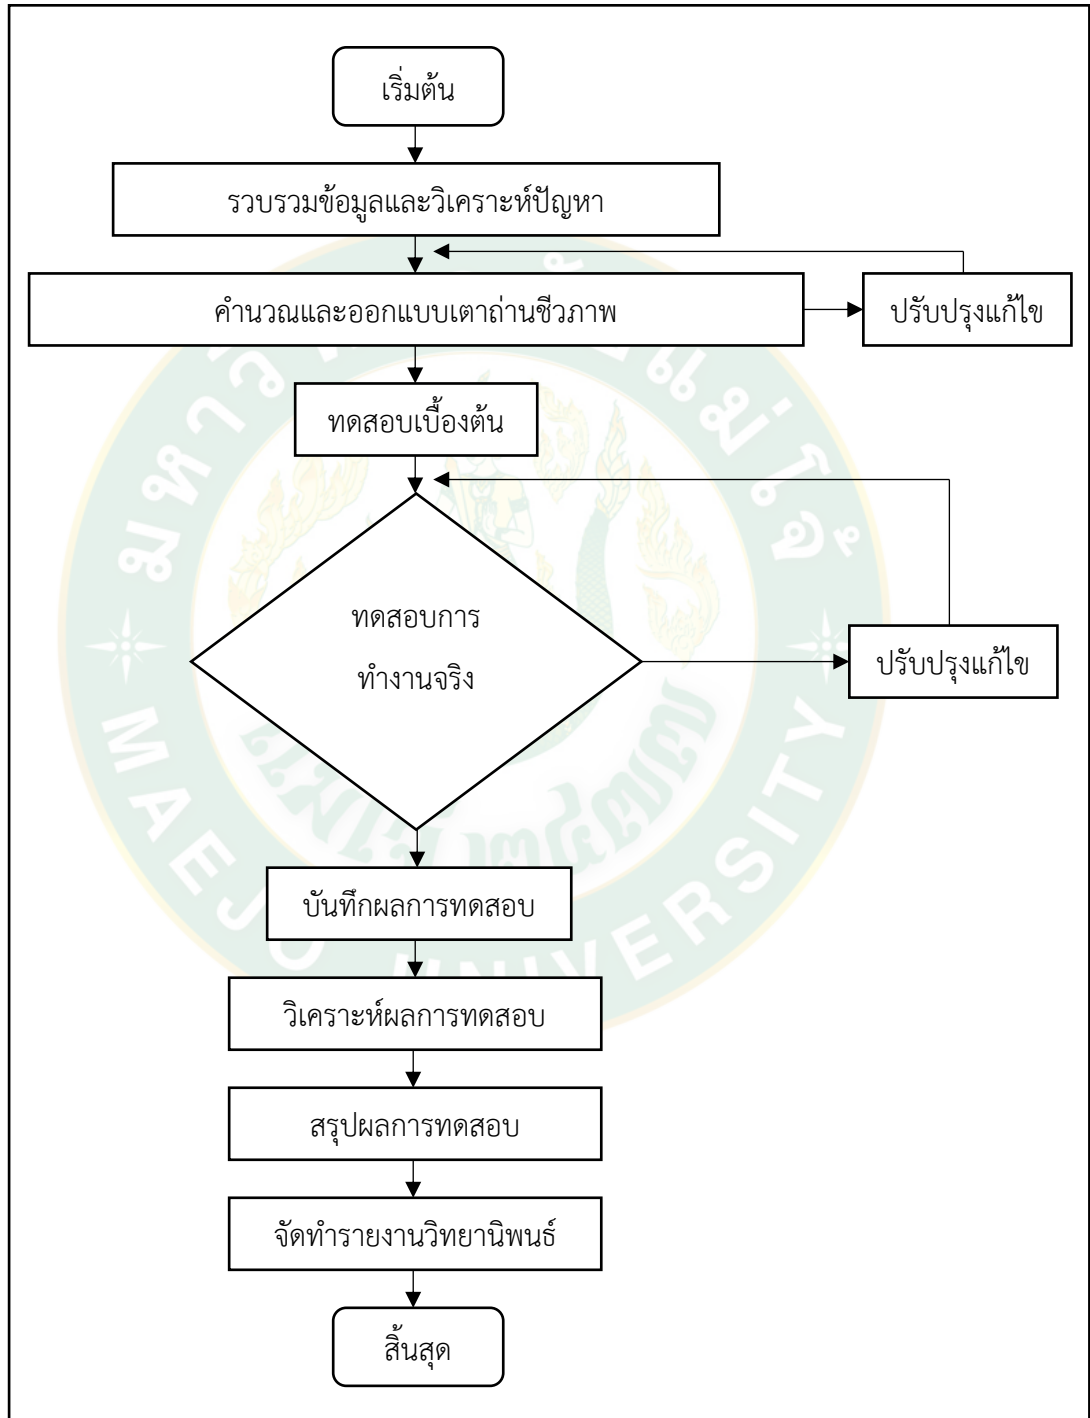 เริ่มต้น
รวบรวมข้อมูลและวิเคราะห์ปัญหา
คำนวณและออกแบบเตาถ่านชีวภาพ
ปรับปรุงแก้ไข
ทดสอบเบื้องต้น
ทดสอบการ
ทำงานจริง
ปรับปรุงแก้ไข
บันทึกผลการทดสอบ
วิเคราะห์ผลการทดสอบ
สรุปผลการทดสอบ
จัดทำรายงานวิทยานิพนธ์
สิ้นสุด
MAEJO UNIVERSITY